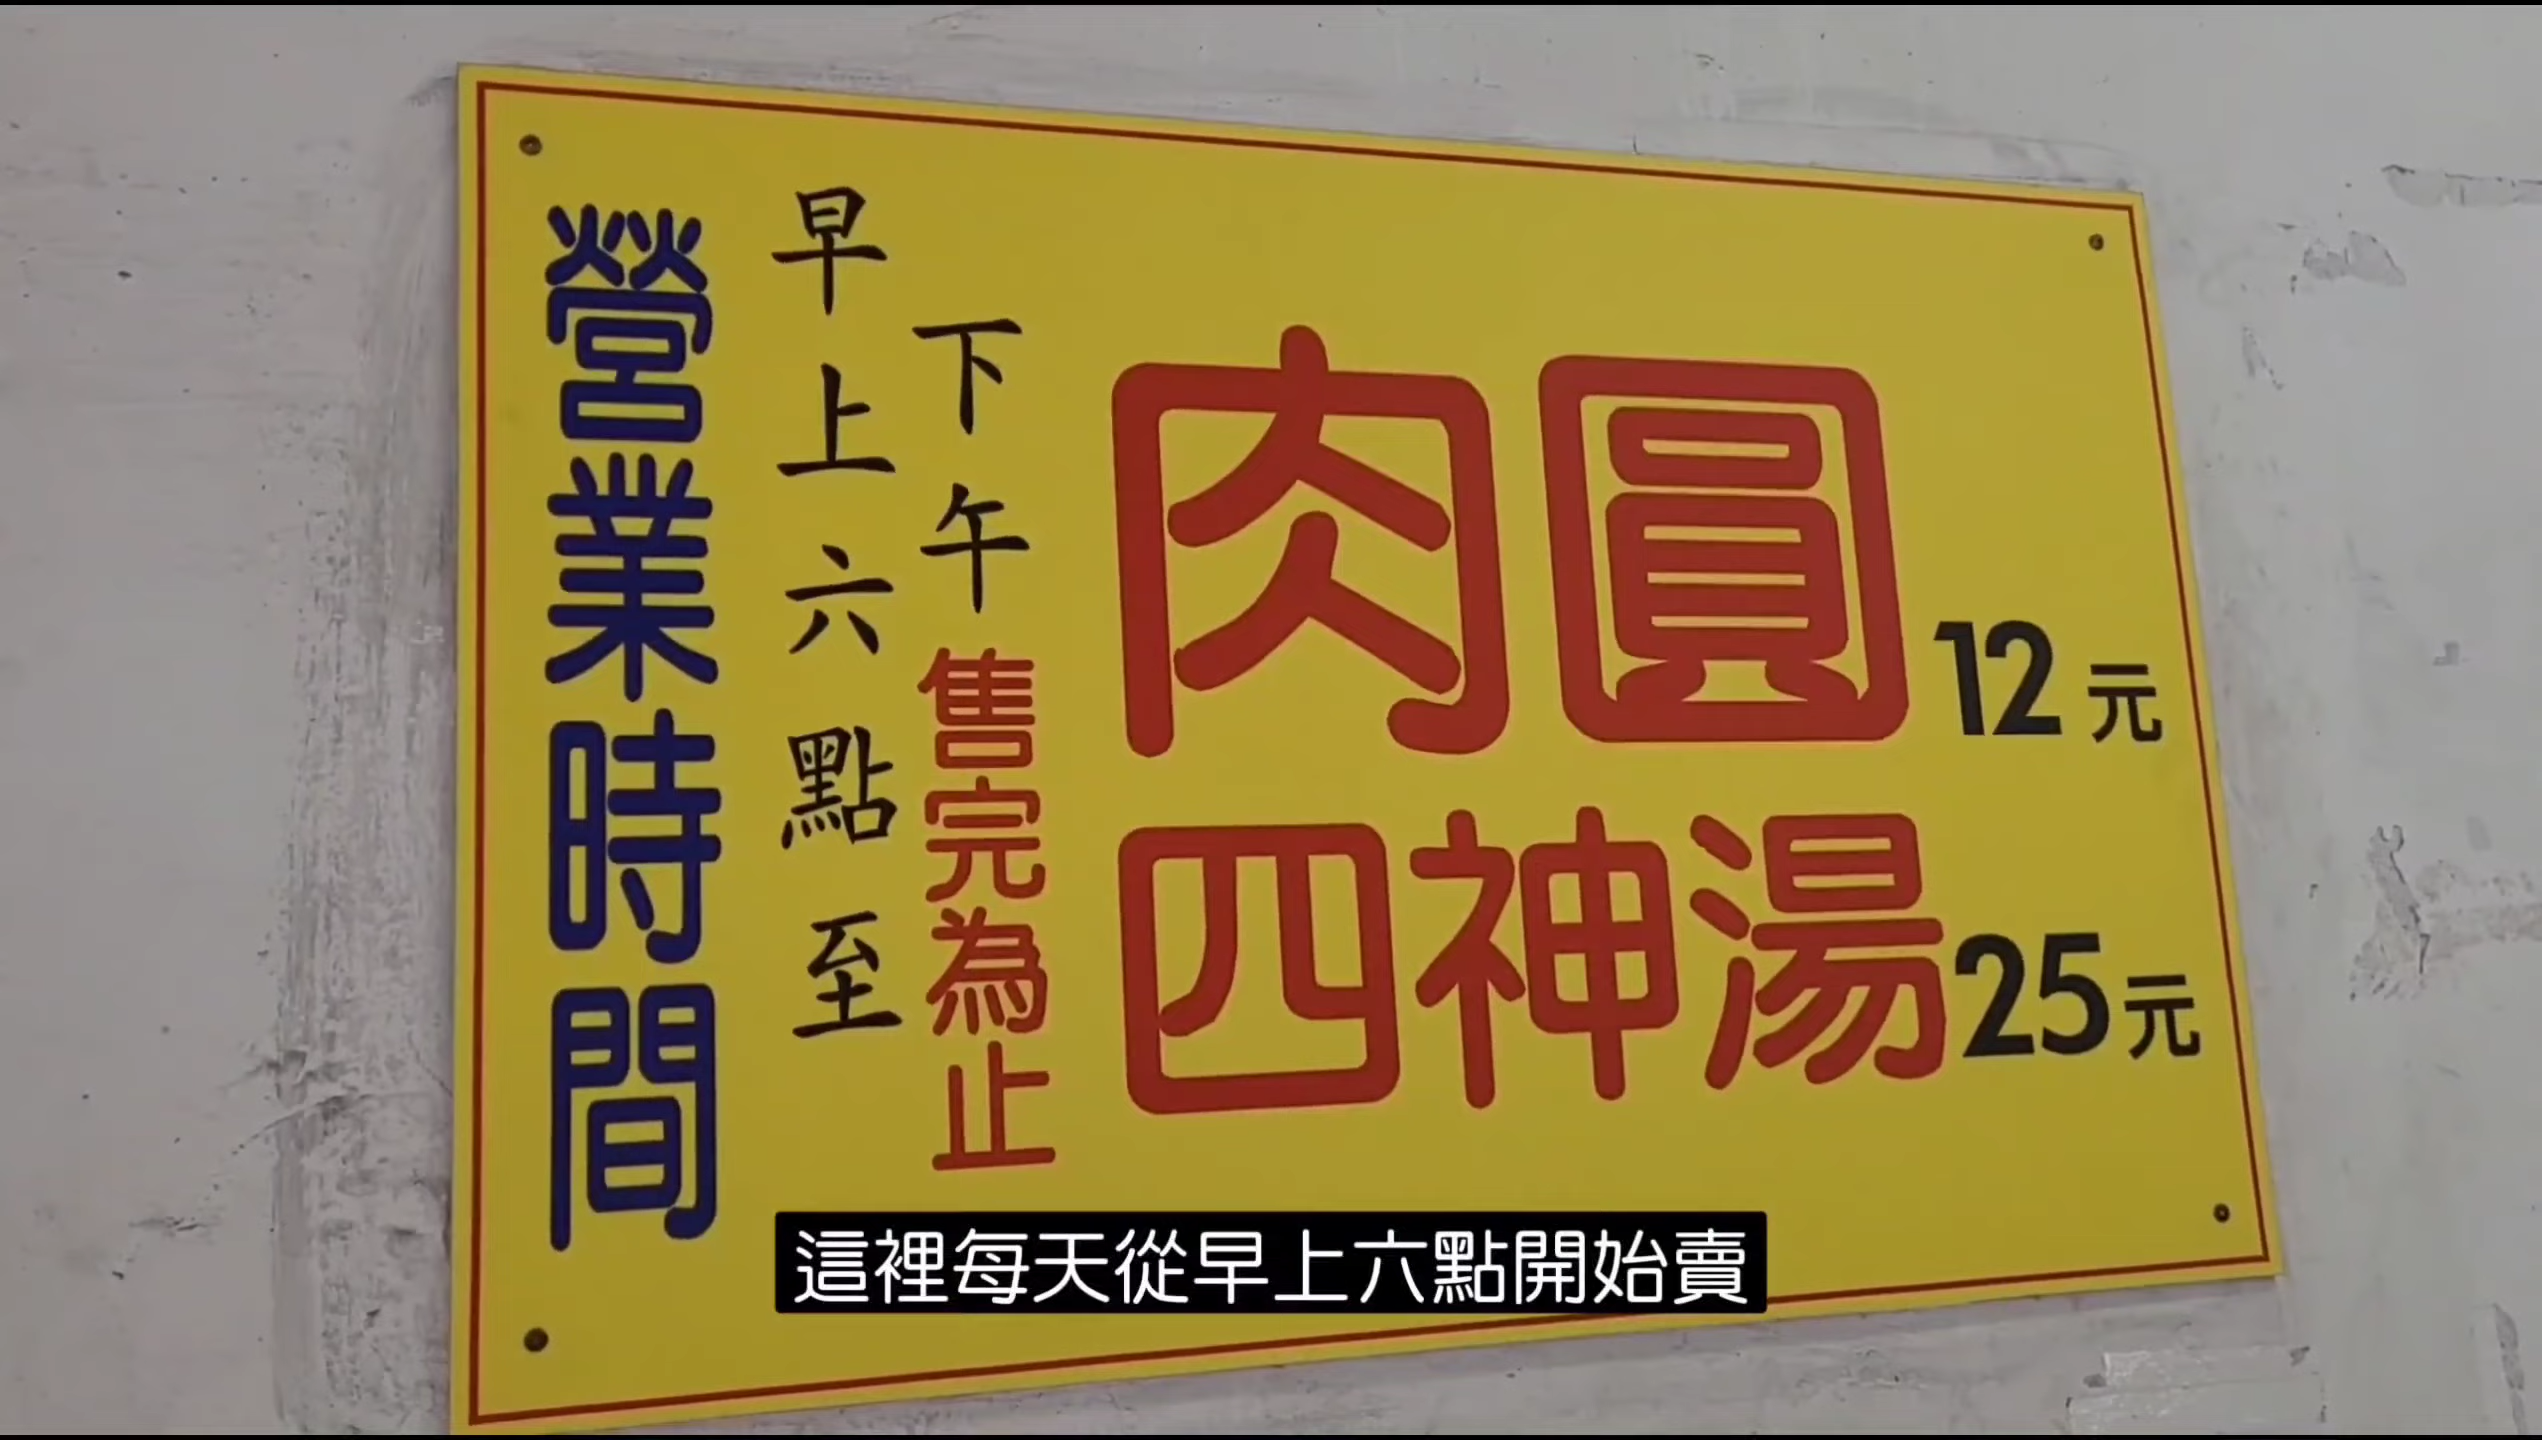 營業時間
早上六點至
下午售完為止
肉圓 12元
四神湯 25元
這裡每天從早上六點開始賣